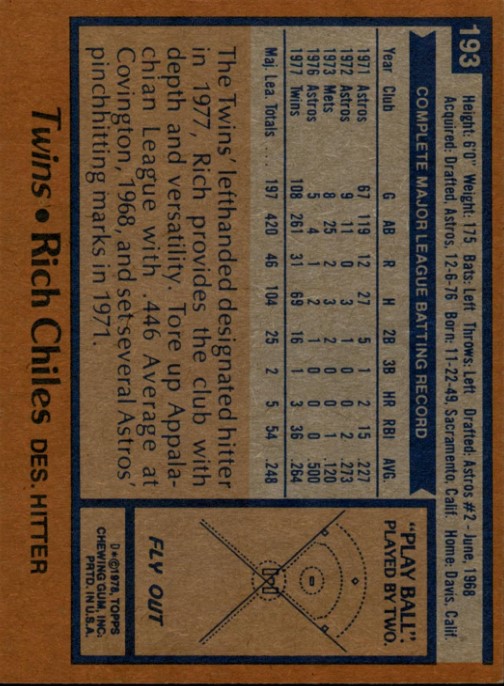 193
Height: 6'0" Weight: 175 Bats: Left Throws: Left Drafted: Astros #2 - June, 1968
Acquired: Drafted, Astros, 12-6-76 Born: 11-22-49, Sacramento, Calif. Home: Davis, Calif.
COMPLETE MAJOR LEAGUE BATTING RECORD
Year Club G AB R H 2B 3B HR RBI AVG.
1971 Astros 67 119 12 27 5 1 2 15 .227
1972 Astros 9 11 0 3 1 0 0 2 .273
1973 Mets 8 25 2 3 2 0 0 1 .120
1976 Astros 5 4 1 2 1 0 0 0 .500
1977 Twins 108 261 31 69 16 1 3 36 .264
Maj. Lea. Totals .... 197 420 46 104 25 2 5 54 .248
The Twins' lefthanded designated hitter
in 1977, Rich provides the club with
depth and versatility. Tore up Appala-
chian League with .446 Average at
Covington, 1968, and set several Astros'
pinchhitting marks in 1971.
"PLAY BALL":
PLAYED BY TWO.
FLY OUT
D★©1978, TOPPS
CHEWING GUM, INC.
PRTD. IN U.S.A.
Twins • Rich Chiles DES. HITTER